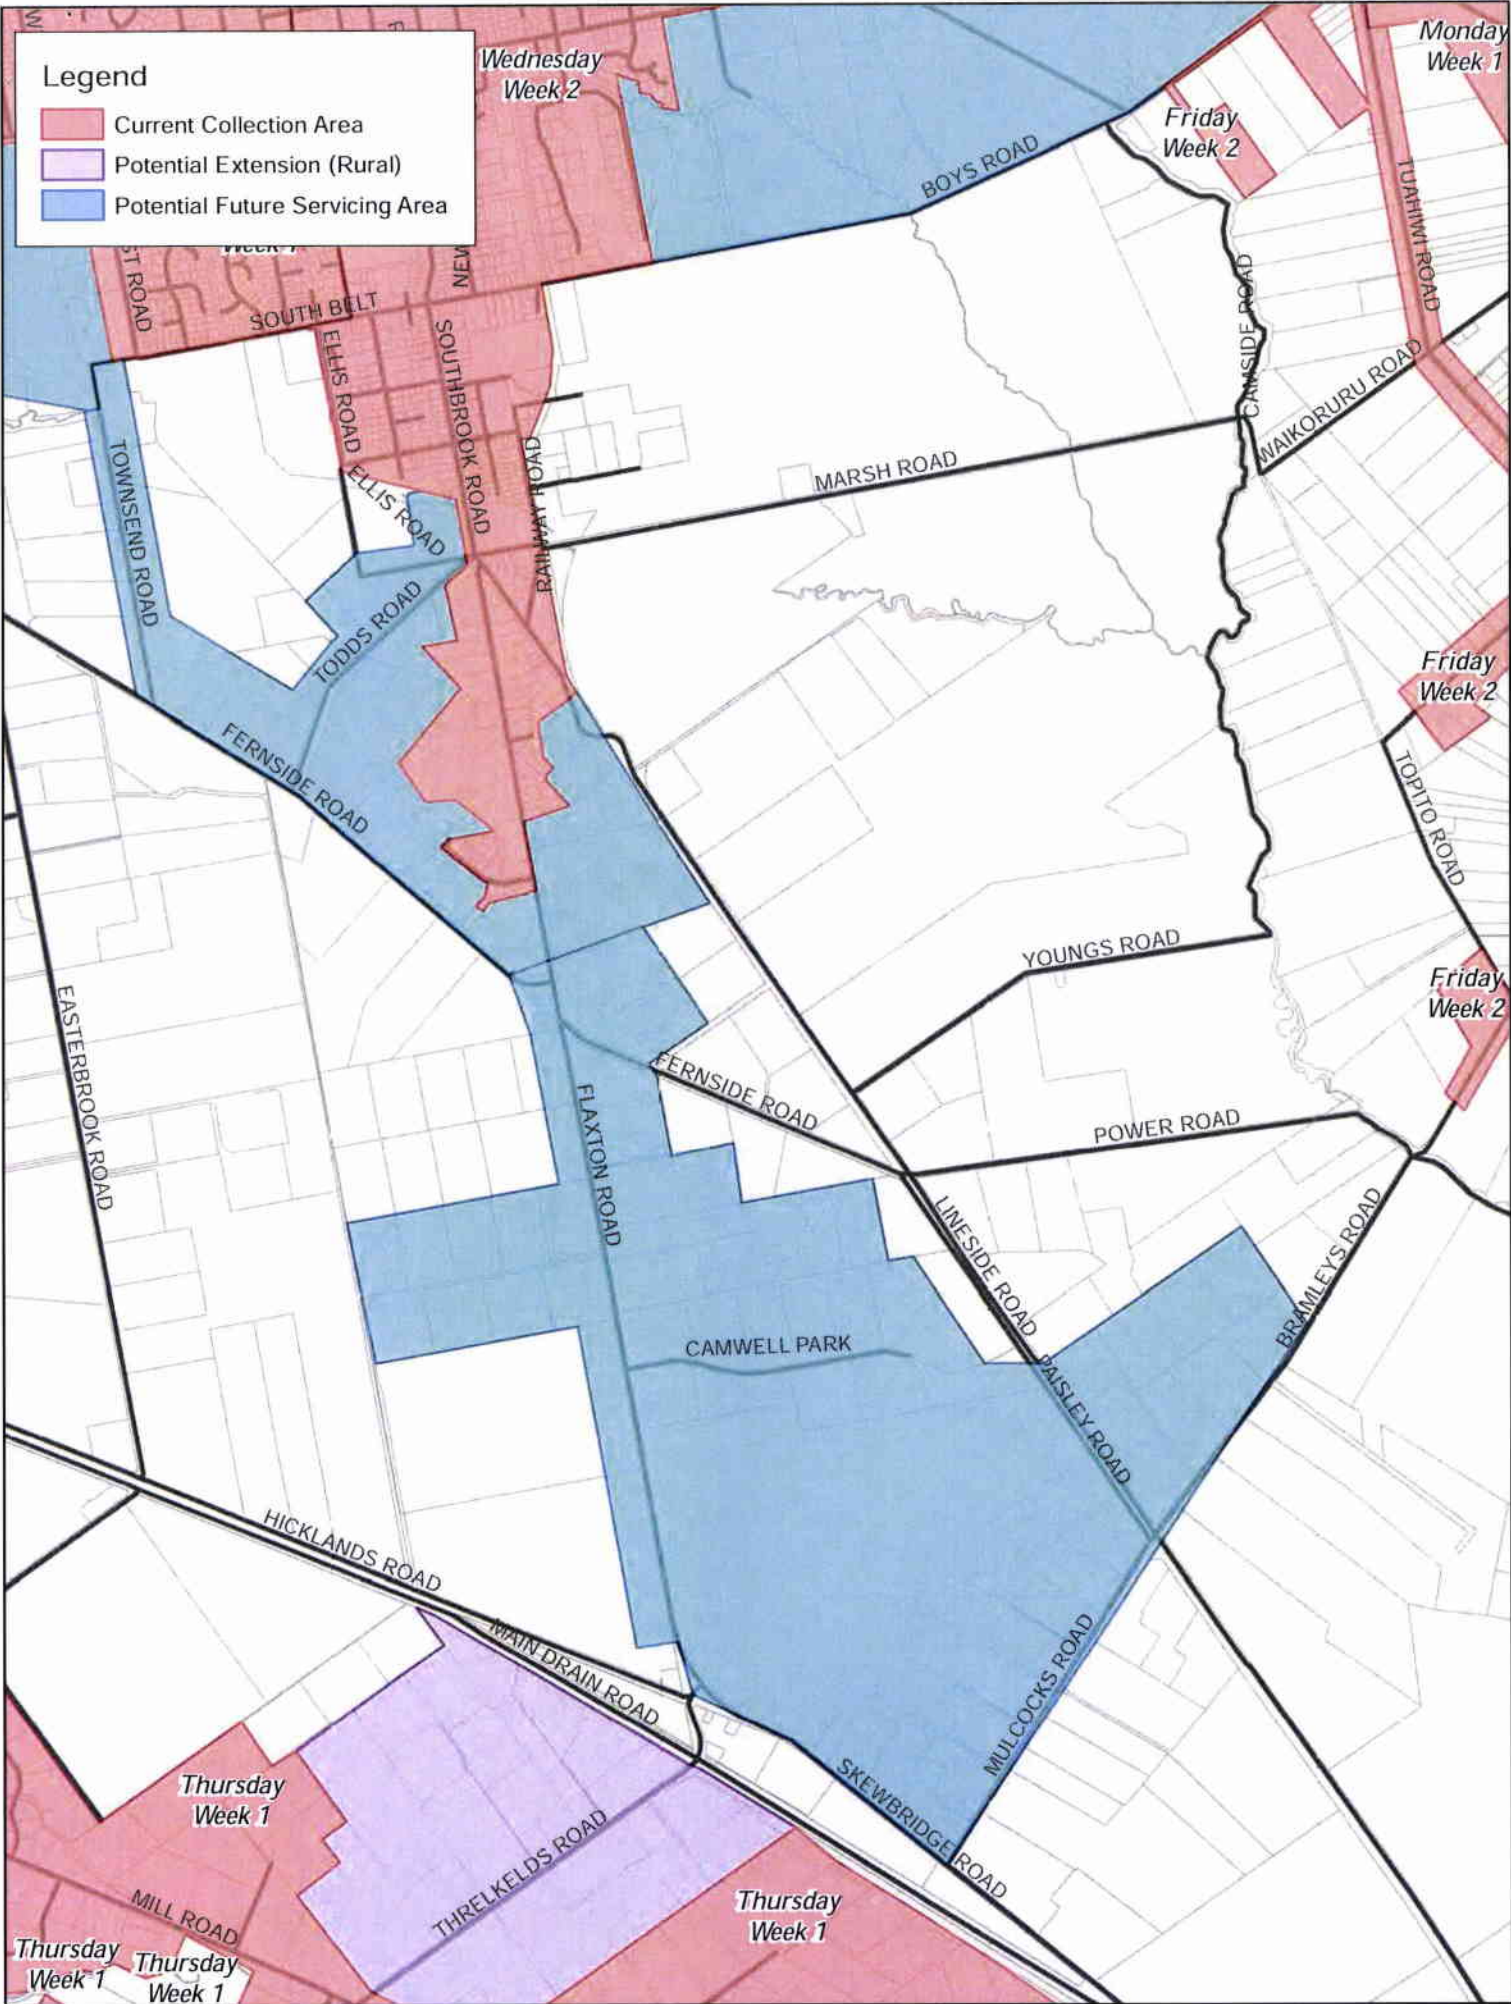 Legend
Current Collection Area
Potential Extension (Rural)
Potential Future Servicing Area
Wednesday
Week 2
Monday
Week 1
Friday
Week 2
BOYS ROAD
TUAHIWI ROAD
ST ROAD
NEW
SOUTH BELT
ELLIS ROAD
SOUTHBROOK ROAD
CAMSIDE ROAD
WAIKORURU ROAD
TOWNSEND ROAD
ELLIS ROAD
RAILWAY ROAD
MARSH ROAD
TODDS ROAD
Friday
Week 2
FERNSIDE ROAD
TOPITO ROAD
YOUNGS ROAD
Friday
Week 2
EASTERBROOK ROAD
FERNSIDE ROAD
FLAXTON ROAD
POWER ROAD
LINESIDE ROAD
BRAMLEYS ROAD
CAMWELL PARK
PAISLEY ROAD
HICKLANDS ROAD
MAIN DRAIN ROAD
MULCOCKS ROAD
SKEWBRIDGE ROAD
Thursday
Week 1
THRELKELDS ROAD
MILL ROAD
Thursday
Week 1
Thursday
Week 1
Thursday
Week 1